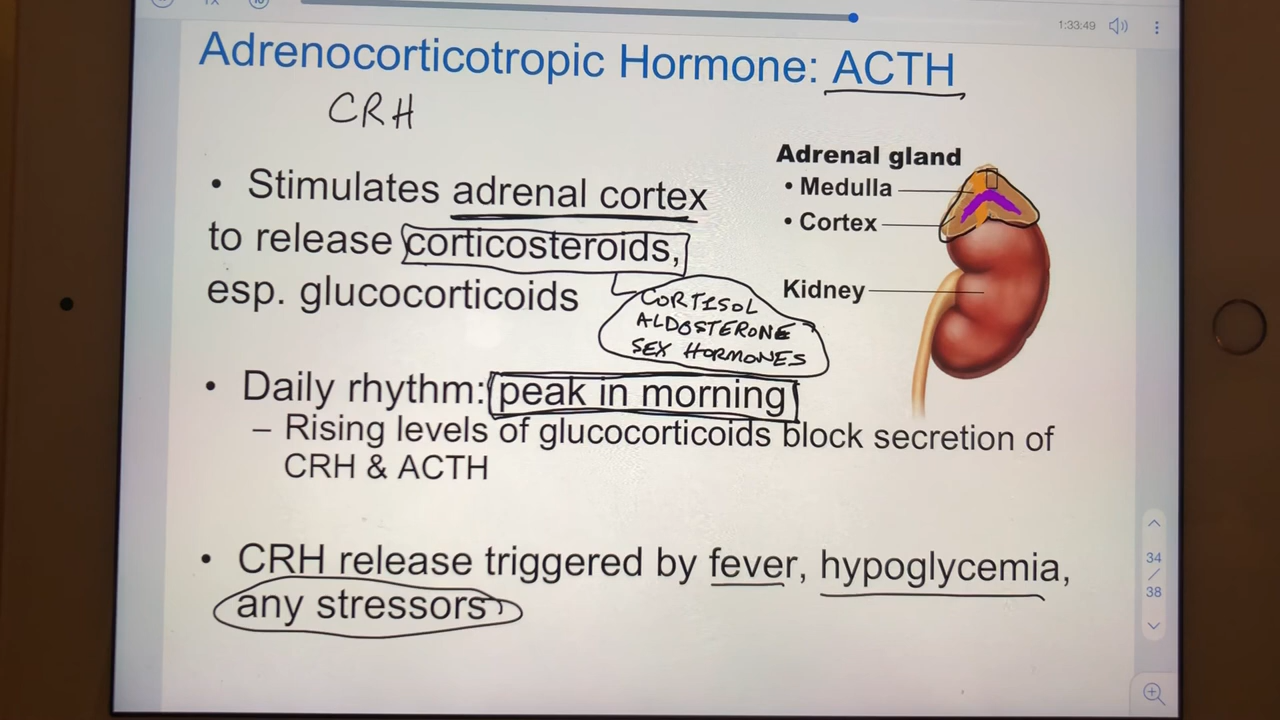 1:33:49
Adrenocorticotropic Hormone: ACTH
CRH
• Stimulates adrenal cortex
to release corticosteroids,
esp. glucocorticoids
CORTISOL
ALDOSTERONE
SEX HORMONES
Adrenal gland
• Medulla
• Cortex
Kidney
• Daily rhythm: peak in morning
– Rising levels of glucocorticoids block secretion of
CRH & ACTH
• CRH release triggered by fever, hypoglycemia,
any stressors
34
/
38